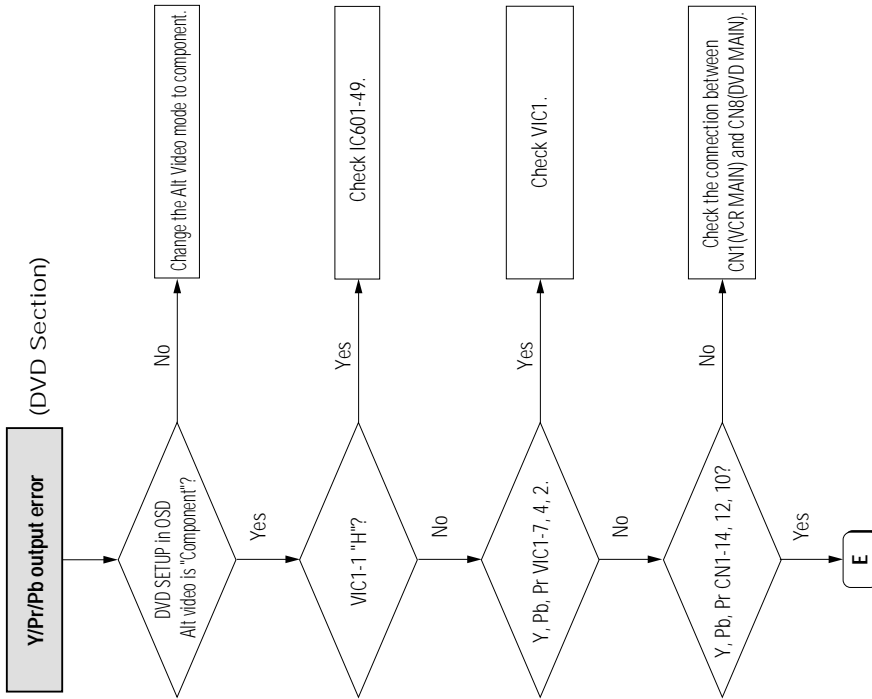 Y/Pr/Pb output error
(DVD Section)
DVD SETUP in OSD
Alt video is "Component"?
No
Change the Alt Video mode to component.
Yes
VIC1-1 "H"?
Yes
Check IC601-49.
No
Y, Pb, Pr VIC1-7, 4, 2.
Yes
Check VIC1.
No
Y, Pb, Pr CN1-14, 12, 10?
No
Check the connection between
CN1(VCR MAIN) and CN8(DVD MAIN).
Yes
E